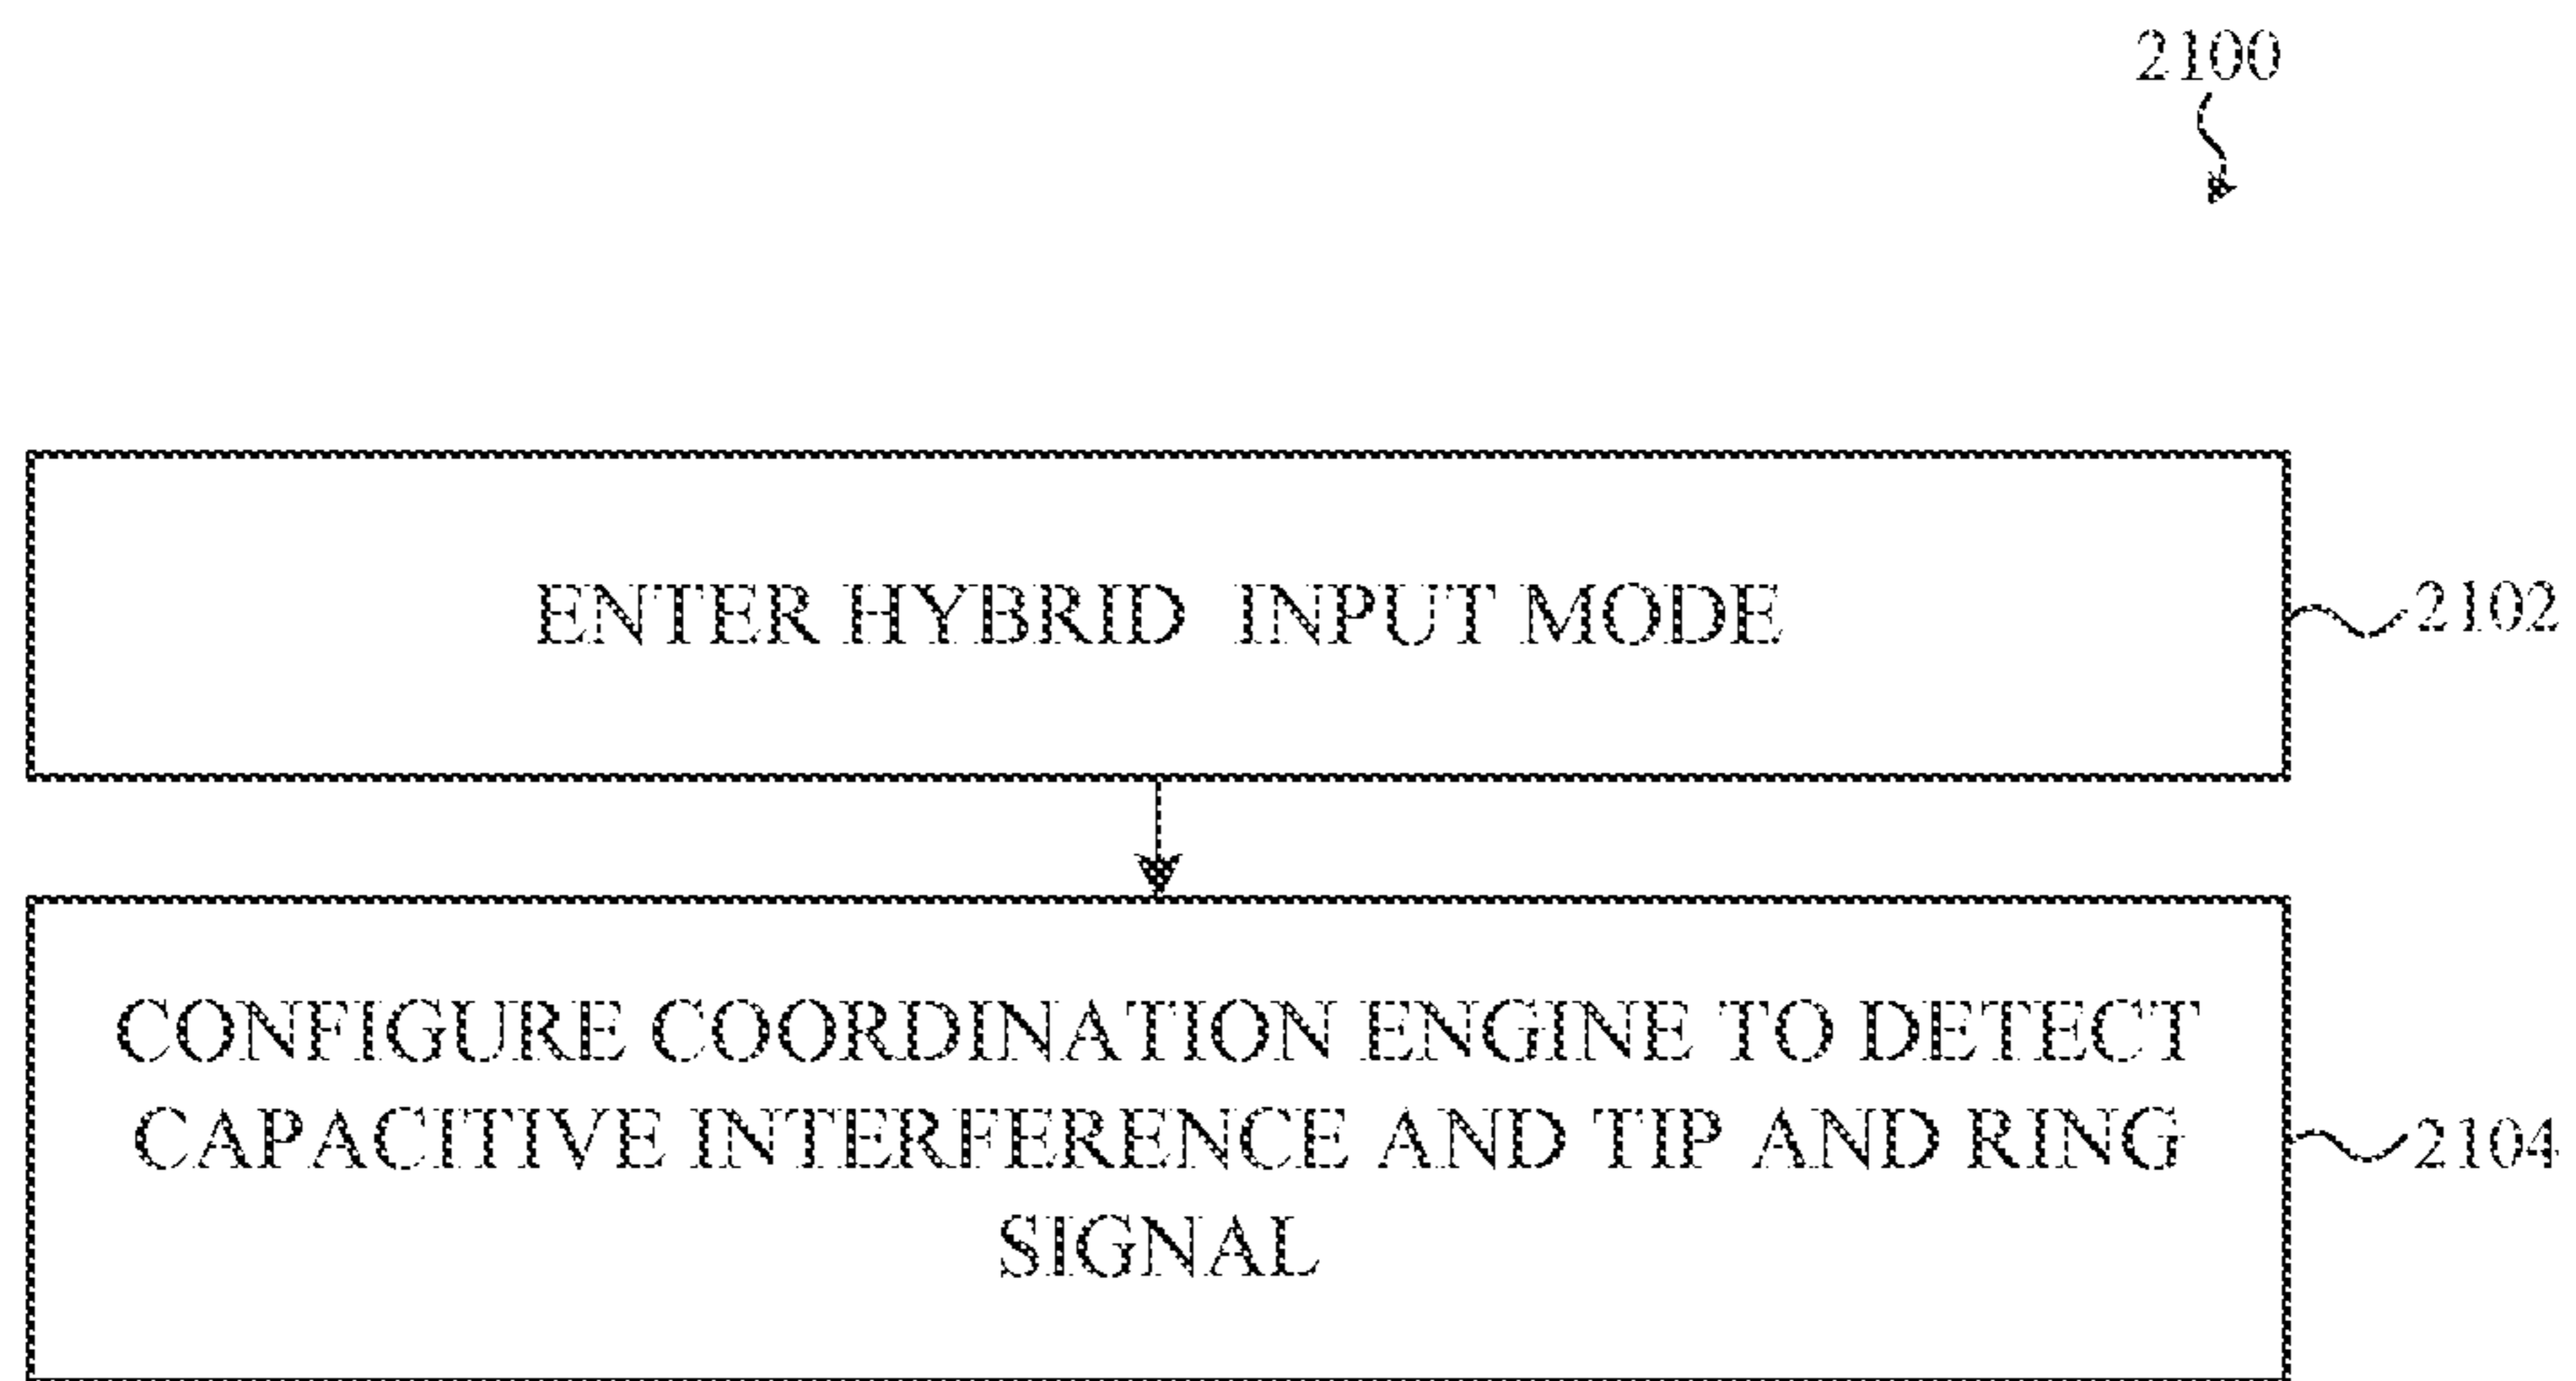 2100
ENTER HYBRID INPUT MODE
2102
CONFIGURE COORDINATION ENGINE TO DETECT
CAPACITIVE INTERFERENCE AND TIP AND RING
SIGNAL
2104